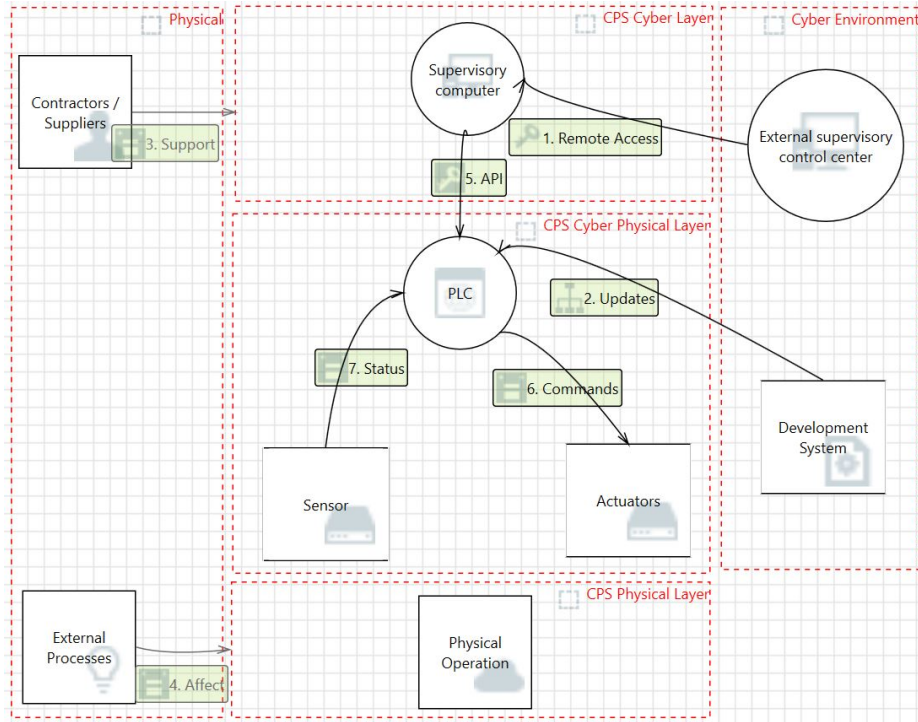 Physical
CPS Cyber Layer
Cyber Environment
Contractors /
Suppliers
3. Support
Supervisory
computer
1. Remote Access
External supervisory
control center
5. API
CPS Cyber Physical Layer
PLC
2. Updates
7. Status
6. Commands
Sensor
Actuators
Development
System
CPS Physical Layer
External
Processes
4. Affect
Physical
Operation